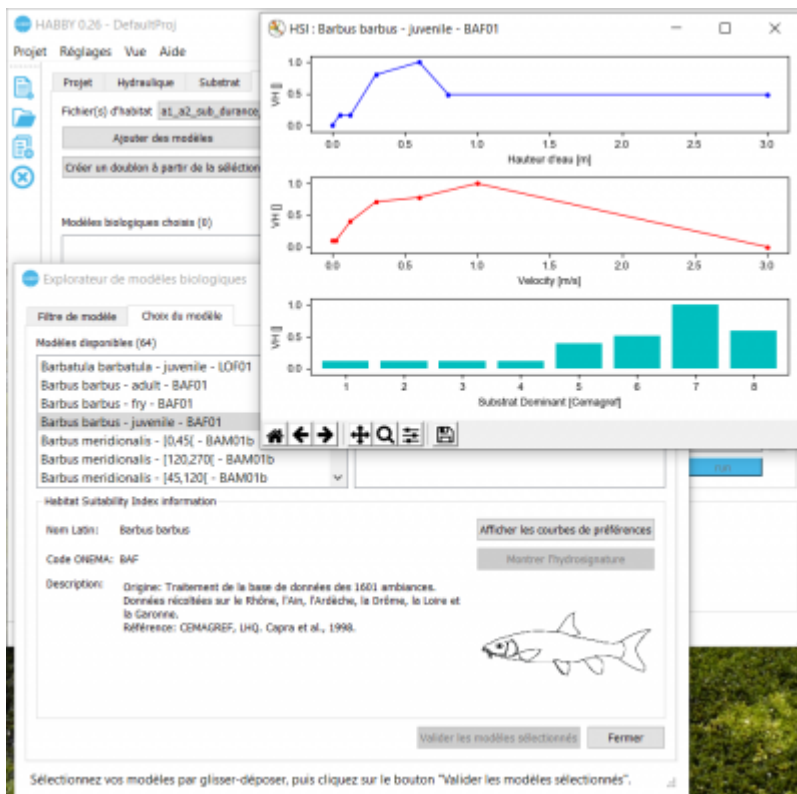 HABBY 0.26 - DefaultProj
Projet Réglages Vue Aide
Projet Hydraulique Substrat
Fichier(s) d'habitat a1_a2_sub_durance
Ajouter des modèles
Créer un doublon à partir de la sélection
Modèles biologiques choisis (0)
HSI : Barbus barbus - juvenile - BAF01
1.0
0.5
0.0
VH []
0.0 0.5 1.0 1.5 2.0 2.5 3.0
Hauteur d'eau [m]
1.0
0.5
0.0
VH []
0.0 0.5 1.0 1.5 2.0 2.5 3.0
Velocity [m/s]
1.0
0.5
0.0
VH []
1 2 3 4 5 6 7 8
Substrat Dominant [Cemagref]
run
Explorateur de modèles biologiques
Filtre de modèle Choix du modèle
Modèles disponibles (64)
Barbatula barbatula - juvenile - LOF01
Barbus barbus - adult - BAF01
Barbus barbus - fry - BAF01
Barbus barbus - juvenile - BAF01
Barbus meridionalis - [0,45[ - BAM01b
Barbus meridionalis - [120,270[ - BAM01b
Barbus meridionalis - [45,120[ - BAM01b
Habitat Suitability Index information
Nom Latin: Barbus barbus
Afficher les courbes de préférences
Code ONEMA: BAF
Montrer l'hydrosignature
Description: Origine: Traitement de la base de données des 1601 ambiances.
Données récoltées sur le Rhône, l'Ain, l'Ardèche, la Drôme, la Loire et
la Garonne.
Référence: CEMAGREF, LHQ. Capra et al., 1998.
Valider les modèles sélectionnés Fermer
Sélectionnez vos modèles par glisser-déposer, puis cliquez sur le bouton "Valider les modèles sélectionnés".